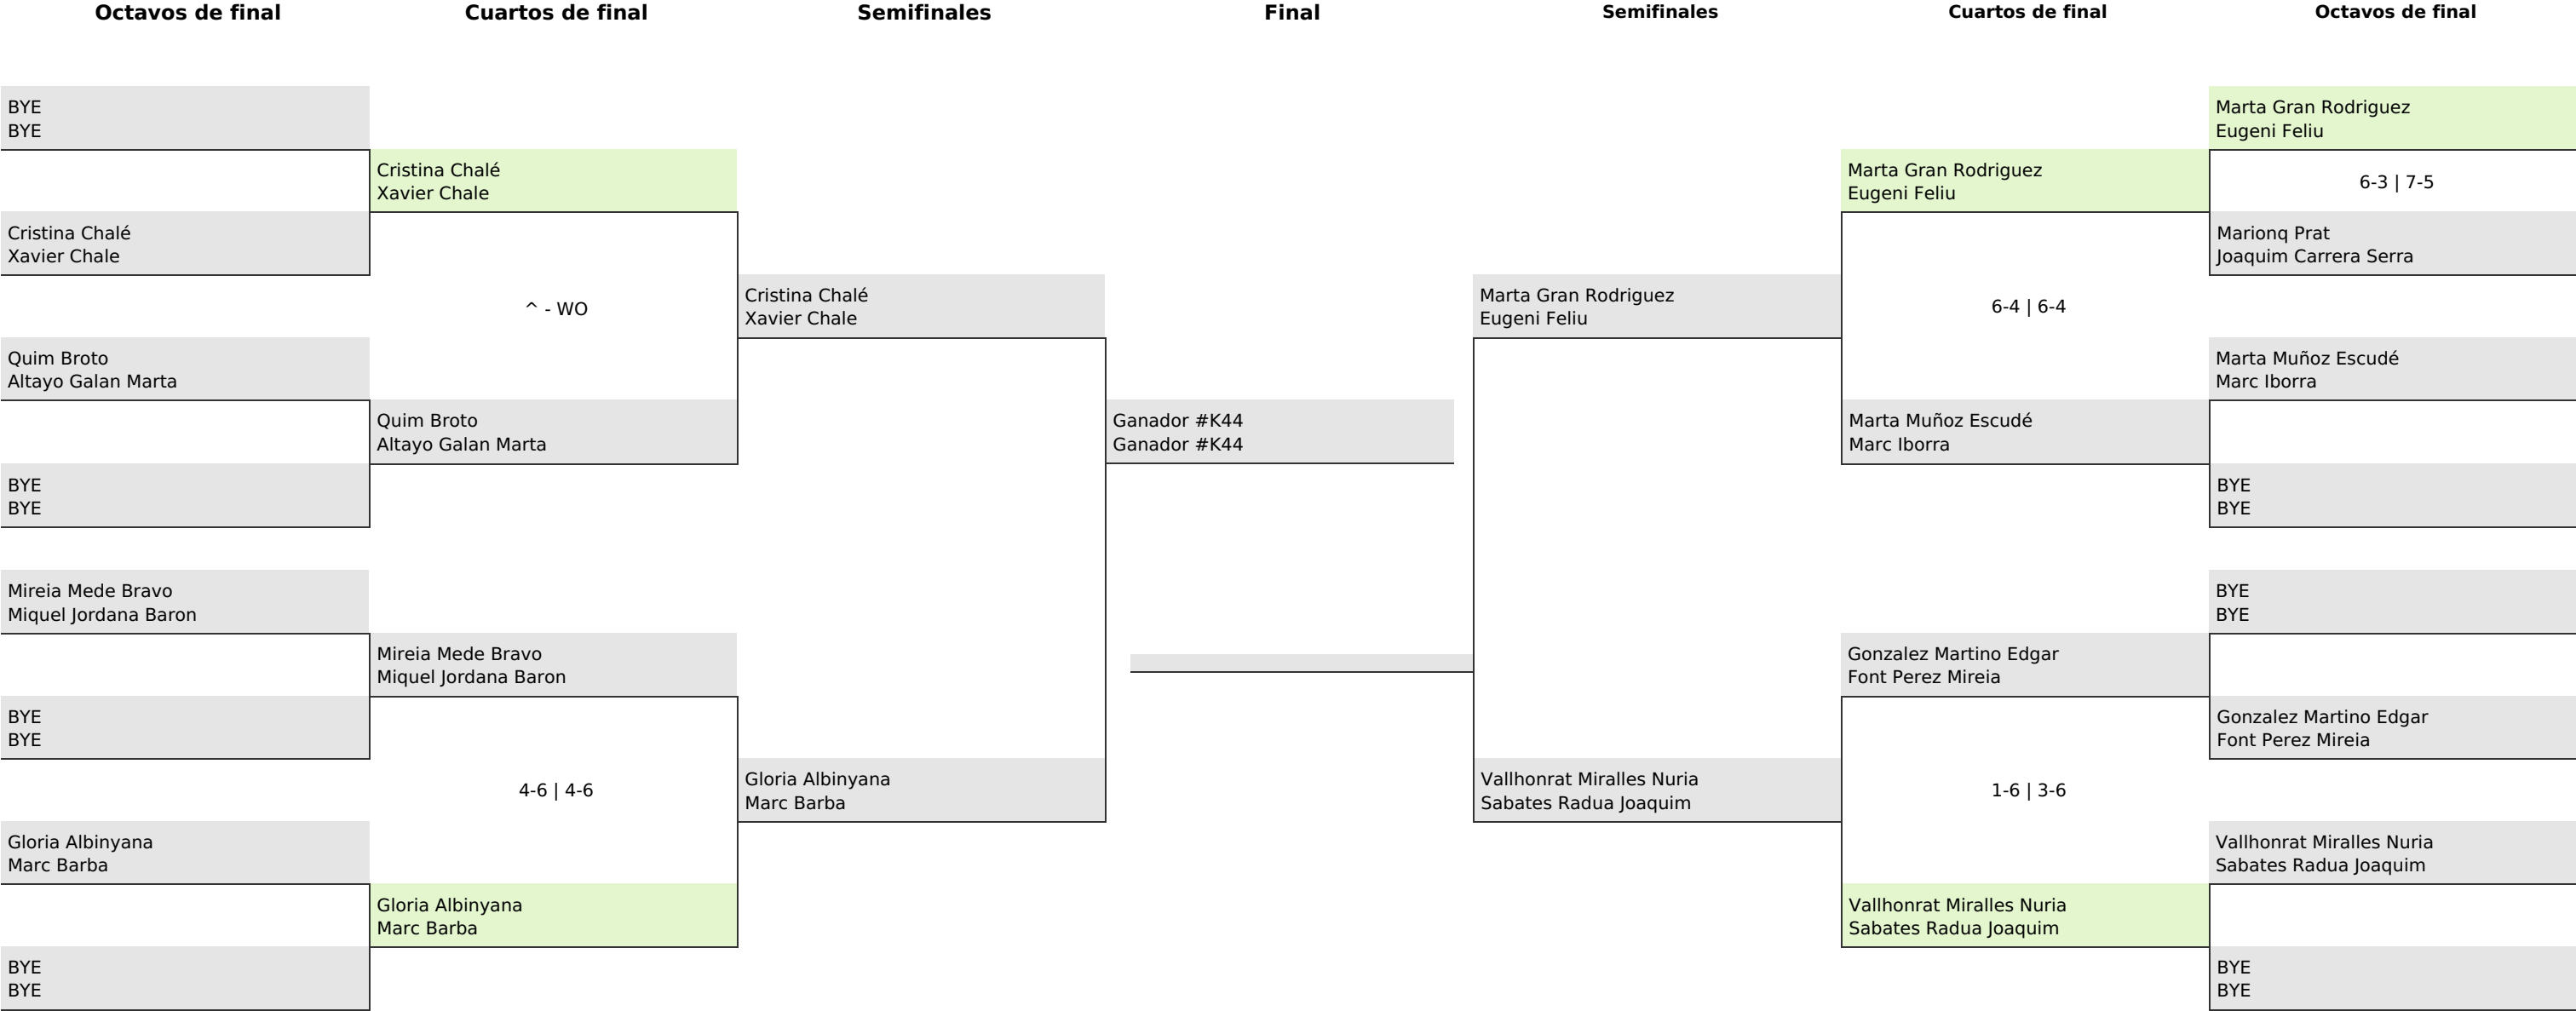 Octavos de final
Cuartos de final
Semifinales
Final
Semifinales
Cuartos de final
Octavos de final
BYE
BYE
Cristina Chalé
Xavier Chale
Quim Broto
Altayo Galan Marta
BYE
BYE
Mireia Mede Bravo
Miquel Jordana Baron
BYE
BYE
Gloria Albinyana
Marc Barba
BYE
BYE
Cristina Chalé
Xavier Chale
^ - WO
Quim Broto
Altayo Galan Marta
Mireia Mede Bravo
Miquel Jordana Baron
4-6 | 4-6
Gloria Albinyana
Marc Barba
Cristina Chalé
Xavier Chale
Gloria Albinyana
Marc Barba
Ganador #K44
Ganador #K44
Marta Gran Rodriguez
Eugeni Feliu
Vallhonrat Miralles Nuria
Sabates Radua Joaquim
Marta Gran Rodriguez
Eugeni Feliu
6-4 | 6-4
Marta Muñoz Escudé
Marc Iborra
Gonzalez Martino Edgar
Font Perez Mireia
1-6 | 3-6
Vallhonrat Miralles Nuria
Sabates Radua Joaquim
Marta Gran Rodriguez
Eugeni Feliu
6-3 | 7-5
Marionq Prat
Joaquim Carrera Serra
Marta Muñoz Escudé
Marc Iborra
BYE
BYE
BYE
BYE
Gonzalez Martino Edgar
Font Perez Mireia
Vallhonrat Miralles Nuria
Sabates Radua Joaquim
BYE
BYE